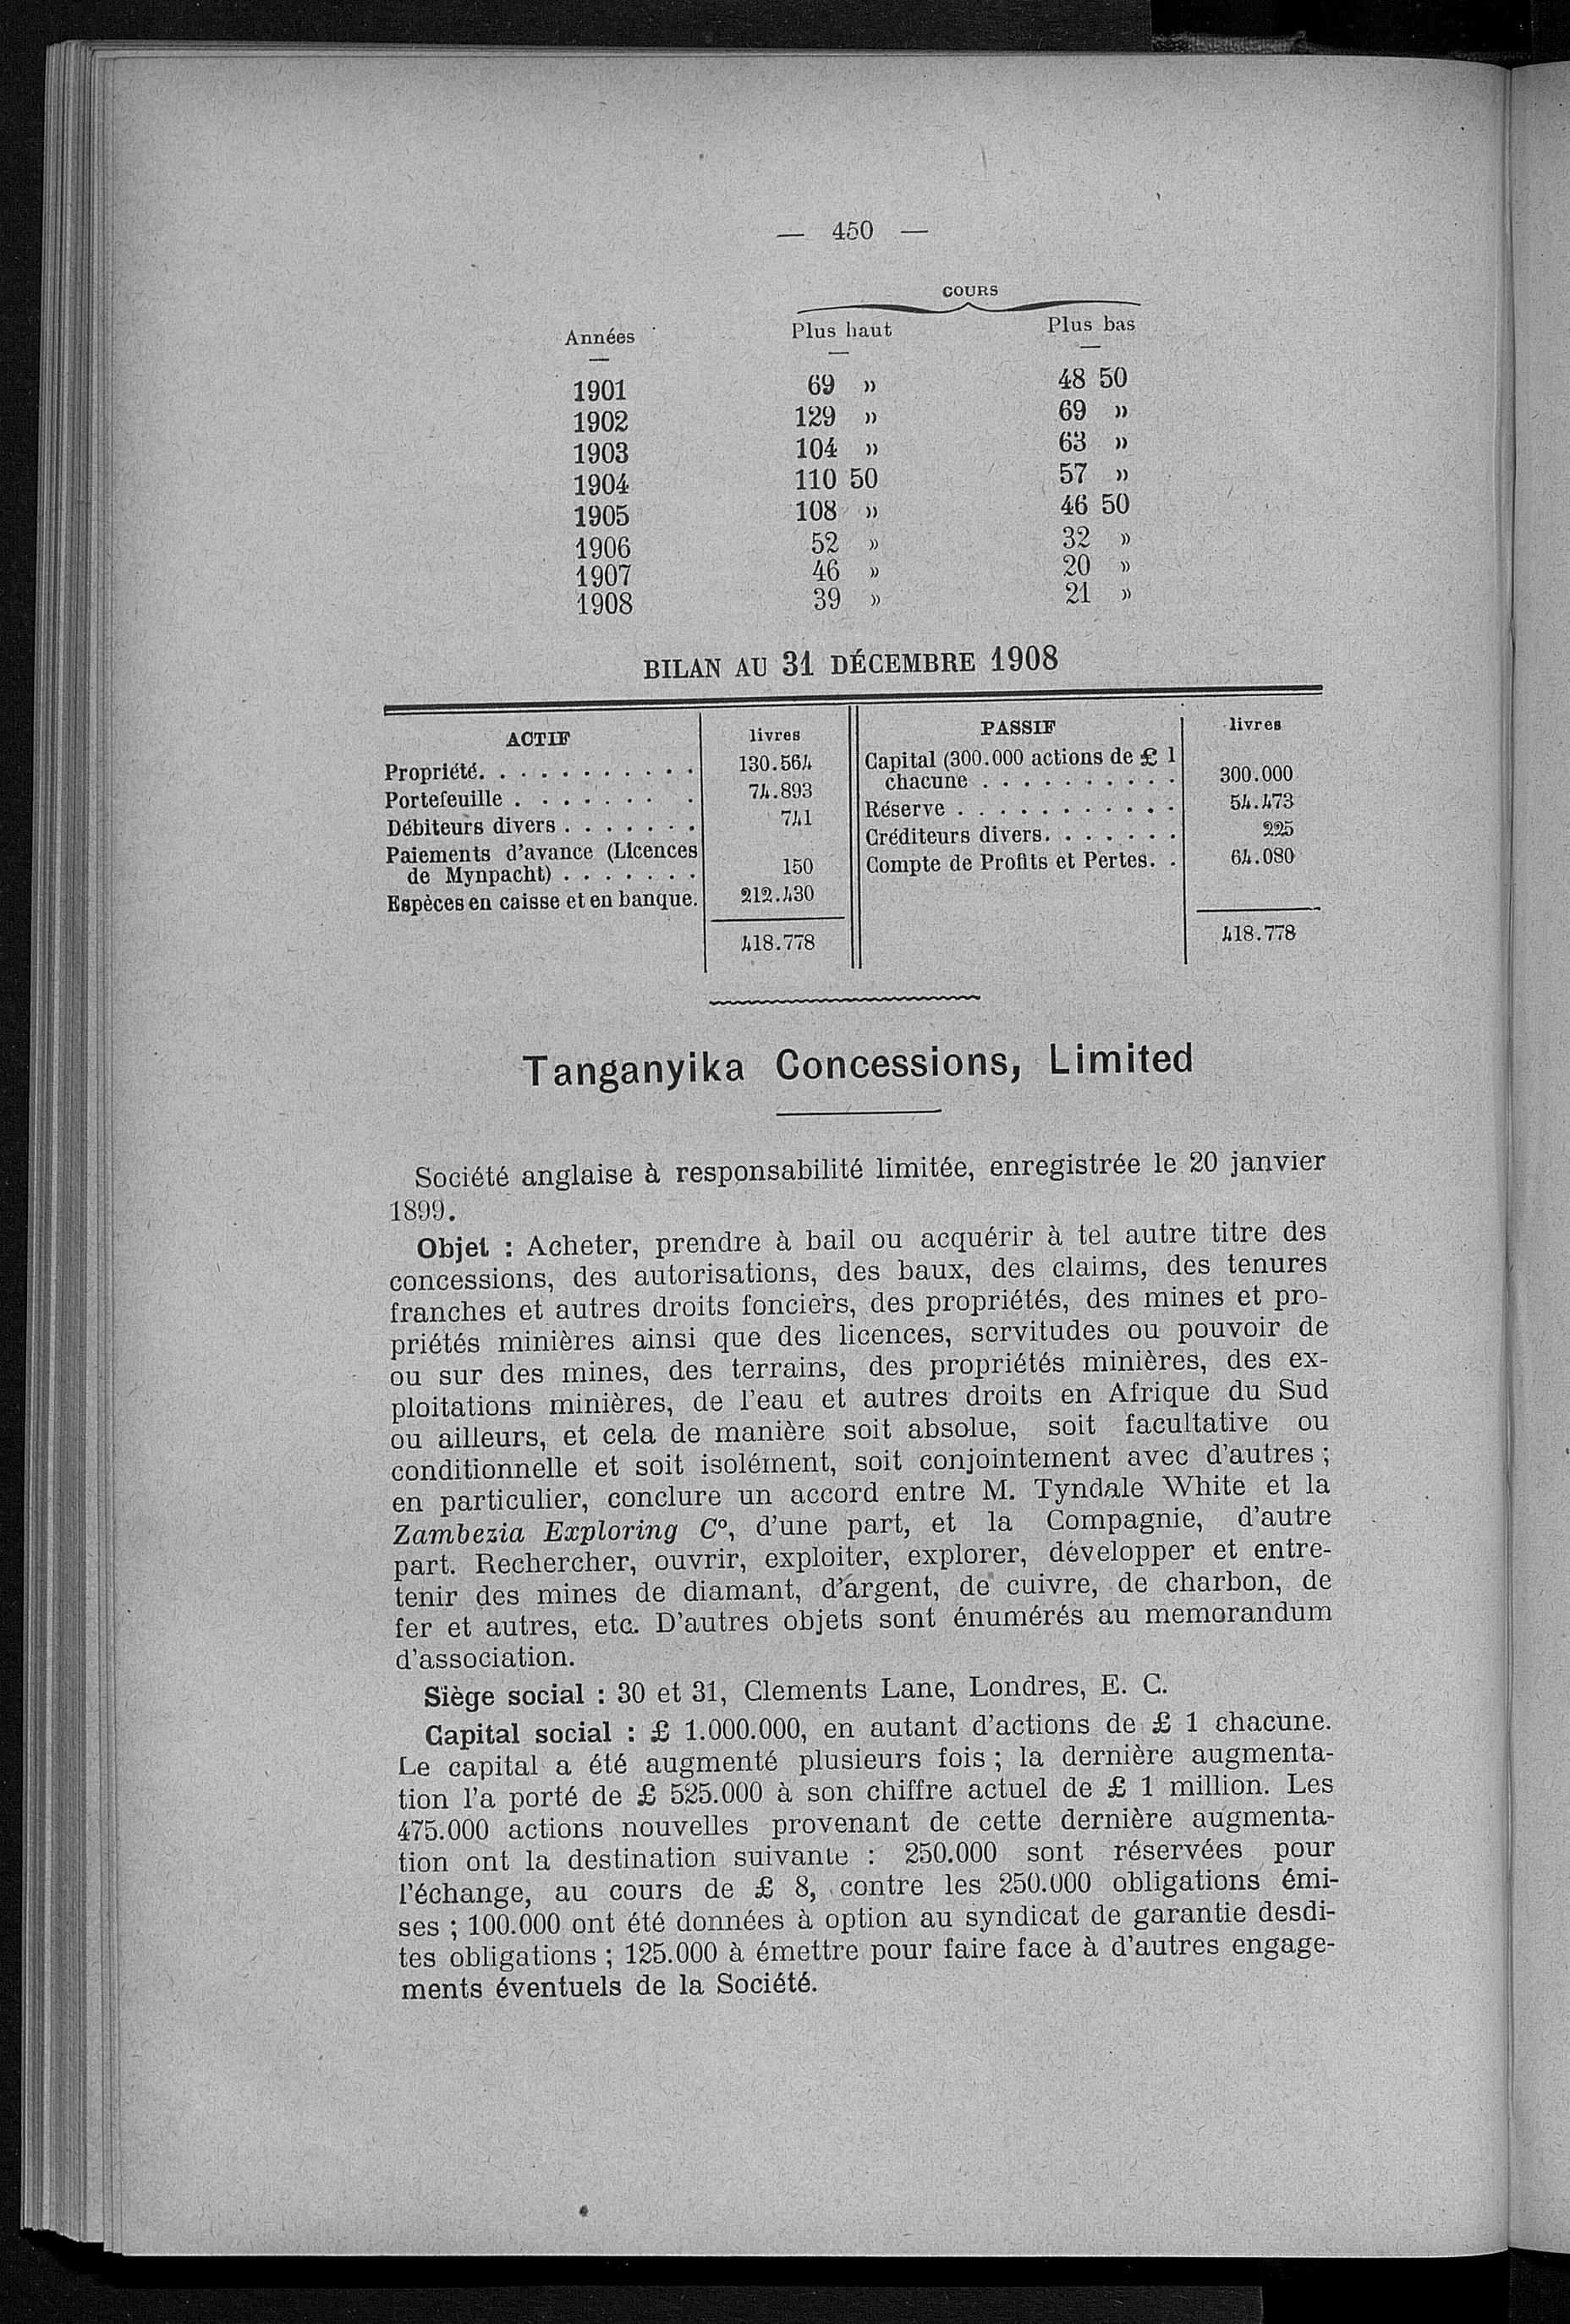 — 450 —
COURS
Années Plus haut Plus bas
1901 69 » 48 50
1902 129 » 69 »
1903 104 » 63 »
1904 110 50 57 »
1905 108 » 46 50
1906 52 » 32 »
1907 46 » 20 »
1908 39 » 21 »
BILAN AU 31 DÉCEMBRE 1908
ACTIF livres
Propriété. . . . . . . . . . . 130.564
Portefeuille . . . . . . . . 74.893
Débiteurs divers . . . . . . . 741
Paiements d'avance (Licences
de Mynpacht) . . . . . . . 150
Espèces en caisse et en banque. 212.430
418.778
PASSIF livres
Capital (300.000 actions de £ 1
chacune . . . . . . . . . . 300.000
Réserve . . . . . . . . . . . 54.473
Créditeurs divers. . . . . . . 225
Compte de Profits et Pertes. . 64.080
418.778
Tanganyika Concessions, Limited
Société anglaise à responsabilité limitée, enregistrée le 20 janvier
1899.
Objet : Acheter, prendre à bail ou acquérir à tel autre titre des
concessions, des autorisations, des baux, des claims, des tenures
franches et autres droits fonciers, des propriétés, des mines et pro-
priétés minières ainsi que des licences, servitudes ou pouvoir de
ou sur des mines, des terrains, des propriétés minières, des ex-
ploitations minières, de l'eau et autres droits en Afrique du Sud
ou ailleurs, et cela de manière soit absolue, soit facultative ou
conditionnelle et soit isolément, soit conjointement avec d'autres ;
en particulier, conclure un accord entre M. Tyndale White et la
Zambezia Exploring C°, d'une part, et la Compagnie, d'autre
part. Rechercher, ouvrir, exploiter, explorer, développer et entre-
tenir des mines de diamant, d'argent, de cuivre, de charbon, de
fer et autres, etc. D'autres objets sont énumérés au memorandum
d'association.
Siège social : 30 et 31, Clements Lane, Londres, E. C.
Capital social : £ 1.000.000, en autant d'actions de £ 1 chacune.
Le capital a été augmenté plusieurs fois ; la dernière augmenta-
tion l'a porté de £ 525.000 à son chiffre actuel de £ 1 million. Les
475.000 actions nouvelles provenant de cette dernière augmenta-
tion ont la destination suivante : 250.000 sont réservées pour
l'échange, au cours de £ 8, contre les 250.000 obligations émi-
ses ; 100.000 ont été données à option au syndicat de garantie desdi-
tes obligations ; 125.000 à émettre pour faire face à d'autres engage-
ments éventuels de la Société.